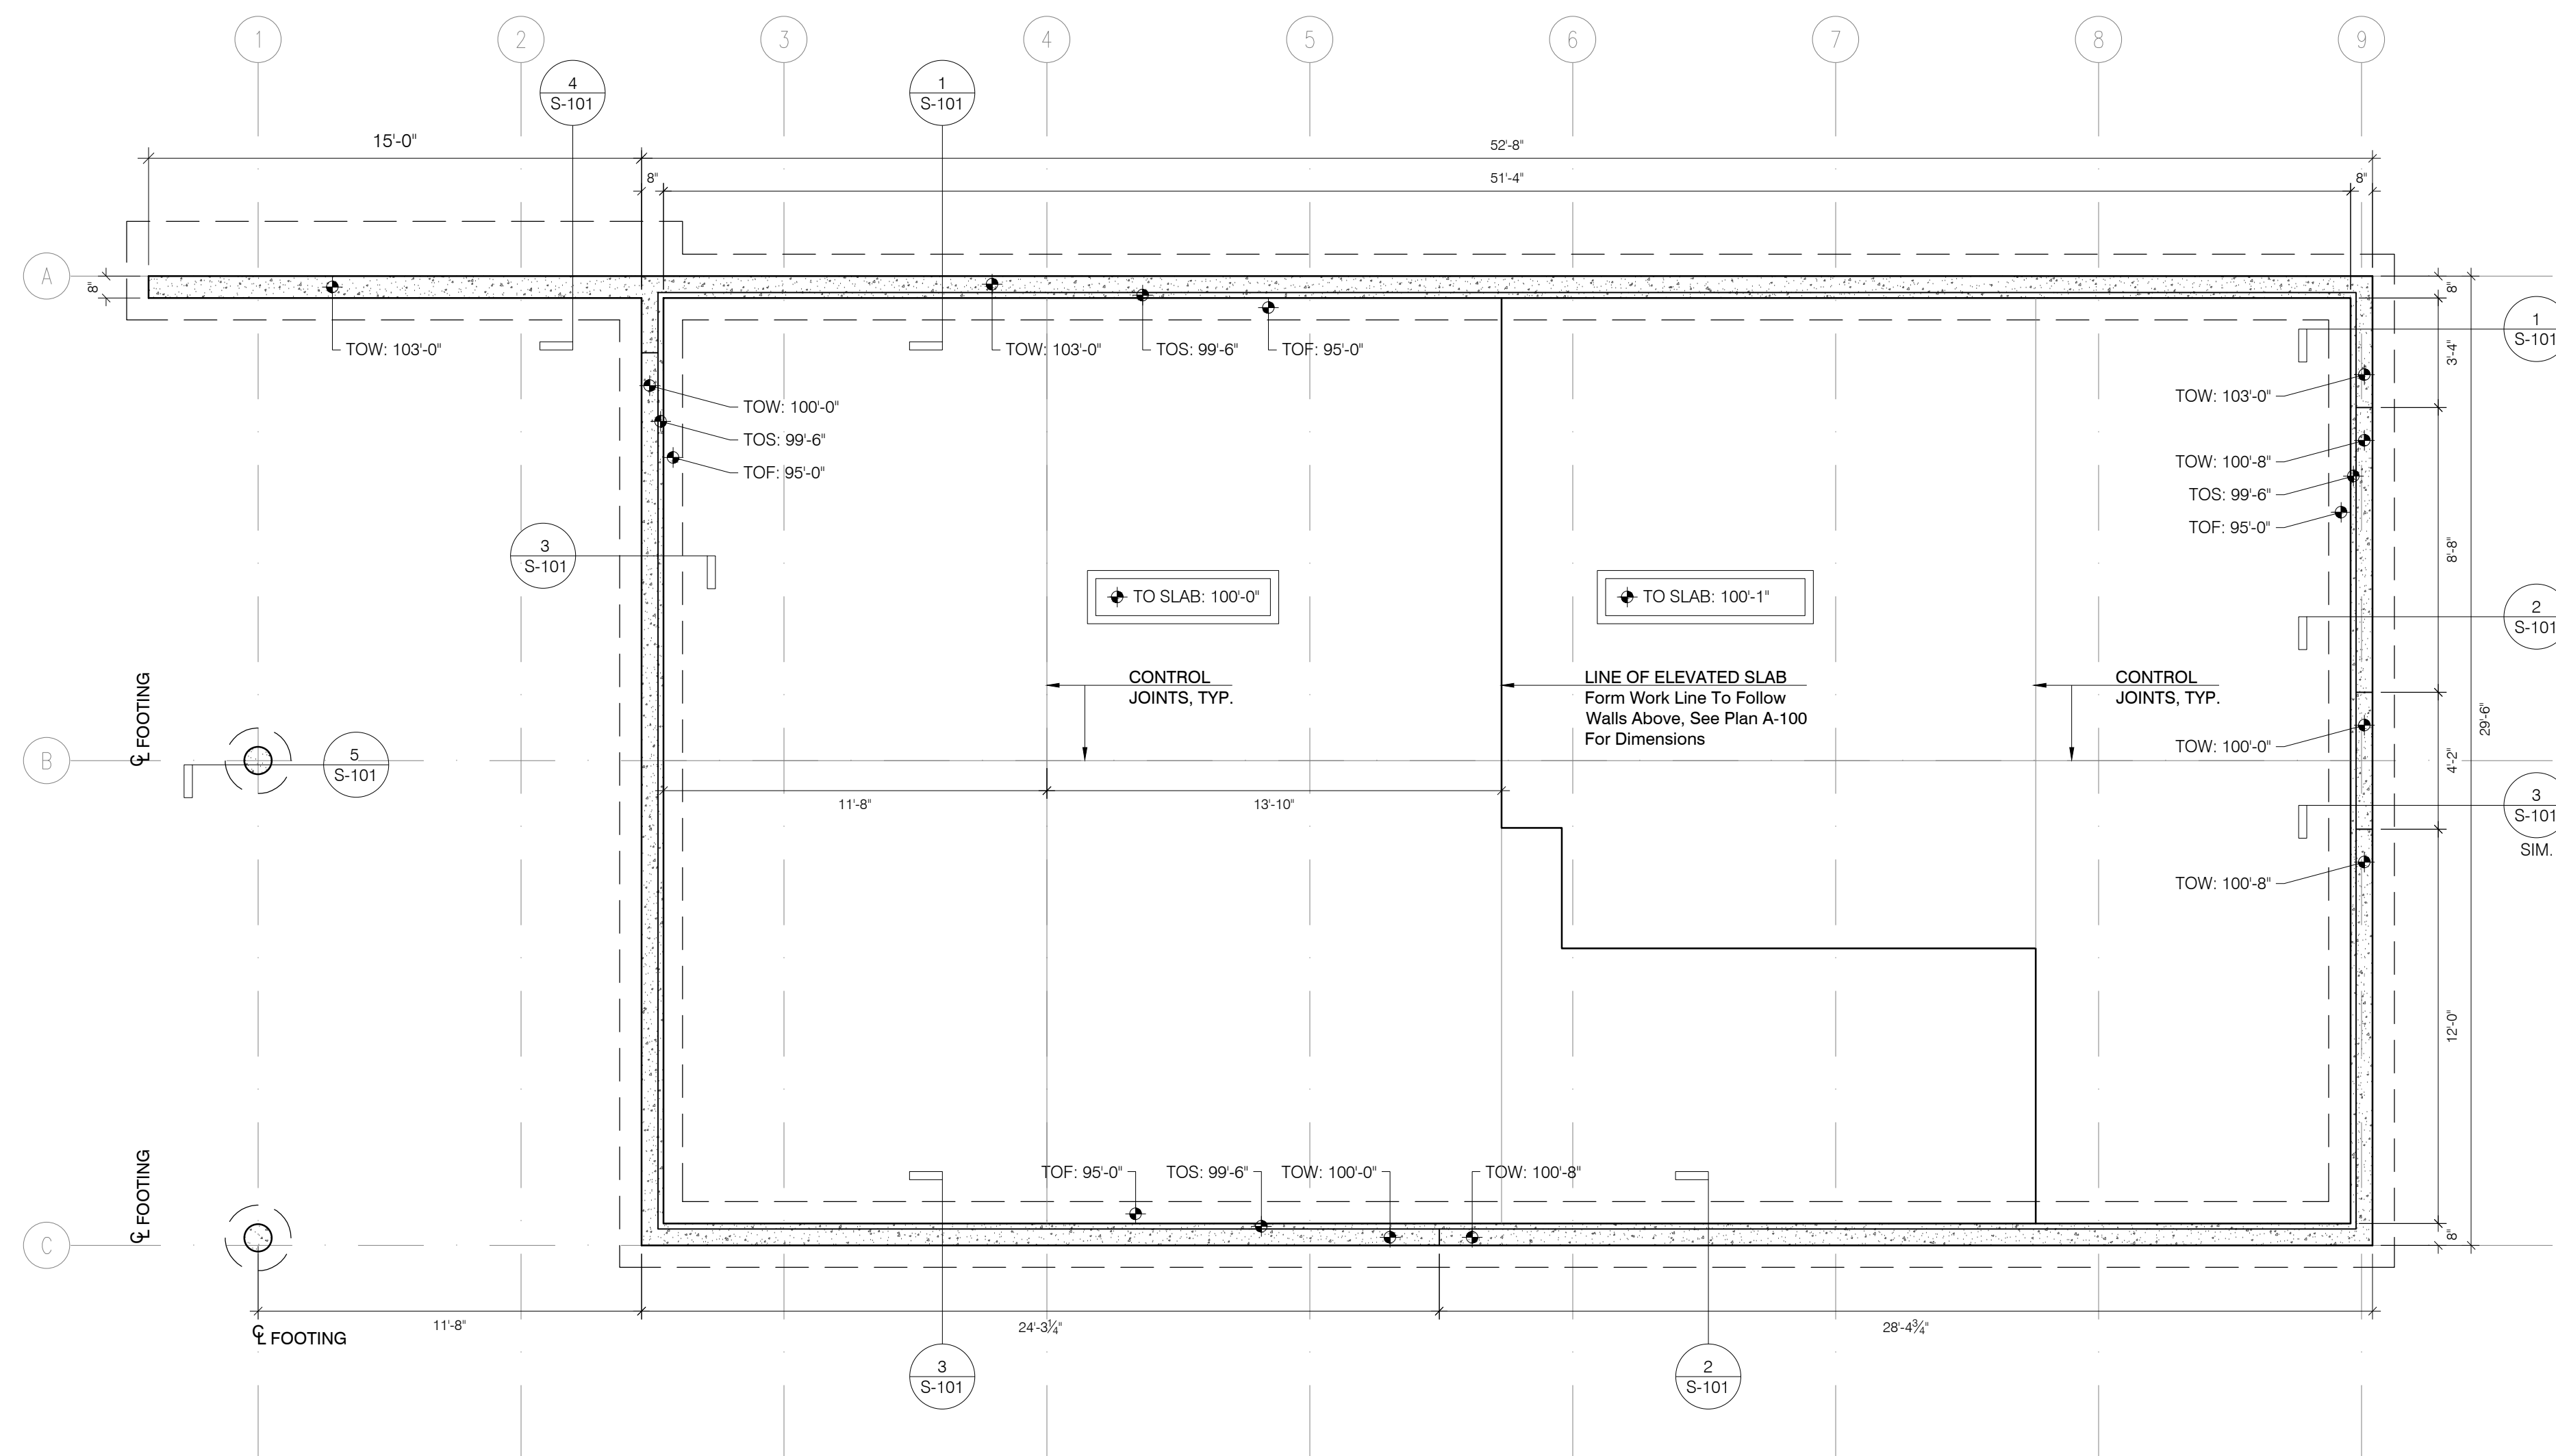 1
2
3
4
5
6
7
8
9
4
S-101
1
S-101
15'-0"
52'-8"
8"
51'-4"
8"
A
8"
8"
TOW: 103'-0"
TOW: 103'-0"
TOS: 99'-6"
TOF: 95'-0"
1
S-101
3'-4"
TOW: 103'-0"
TOW: 100'-0"
TOS: 99'-6"
TOF: 95'-0"
TOW: 100'-8"
TOS: 99'-6"
TOF: 95'-0"
3
S-101
8'-8"
TO SLAB: 100'-0"
TO SLAB: 100'-1"
2
S-101
CONTROL
JOINTS, TYP.
LINE OF ELEVATED SLAB
Form Work Line To Follow
Walls Above, See Plan A-100
For Dimensions
CONTROL
JOINTS, TYP.
℄ FOOTING
29'-6"
TOW: 100'-0"
B
5
S-101
4'-2"
11'-8"
13'-10"
3
S-101
SIM.
TOW: 100'-8"
12'-0"
℄ FOOTING
TOF: 95'-0"
TOS: 99'-6"
TOW: 100'-0"
TOW: 100'-8"
C
8"
11'-8"
24'-3¼"
28'-4¾"
℄ FOOTING
3
S-101
2
S-101